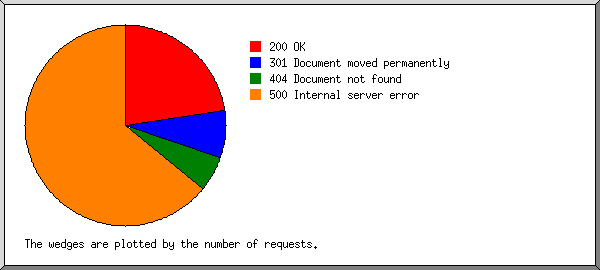 200 OK
301 Document moved permanently
404 Document not found
500 Internal server error
The wedges are plotted by the number of requests.